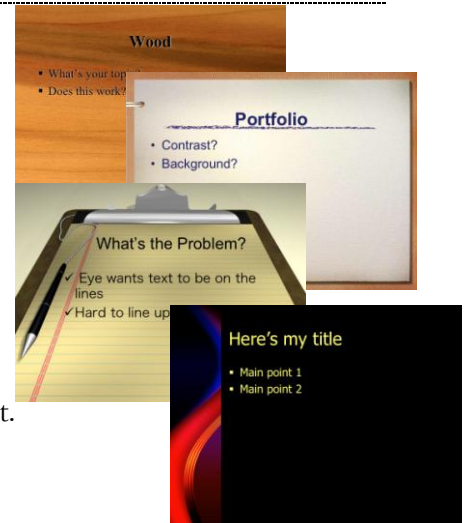 Wood
▪ What's your top
▪ Does this work?
Portfolio
• Contrast?
• Background?
What's the Problem?
✓ Eye wants text to be on the
lines
✓Hard to line up
t.
Here's my title
▪ Main point 1
▪ Main point 2